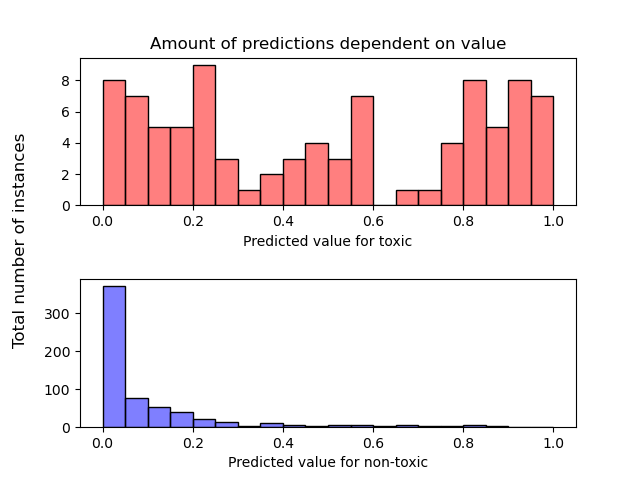 Amount of predictions dependent on value
8
6
4
2
0
0.0 0.2 0.4 0.6 0.8 1.0
Predicted value for toxic
Total number of instances
300
200
100
0
0.0 0.2 0.4 0.6 0.8 1.0
Predicted value for non-toxic